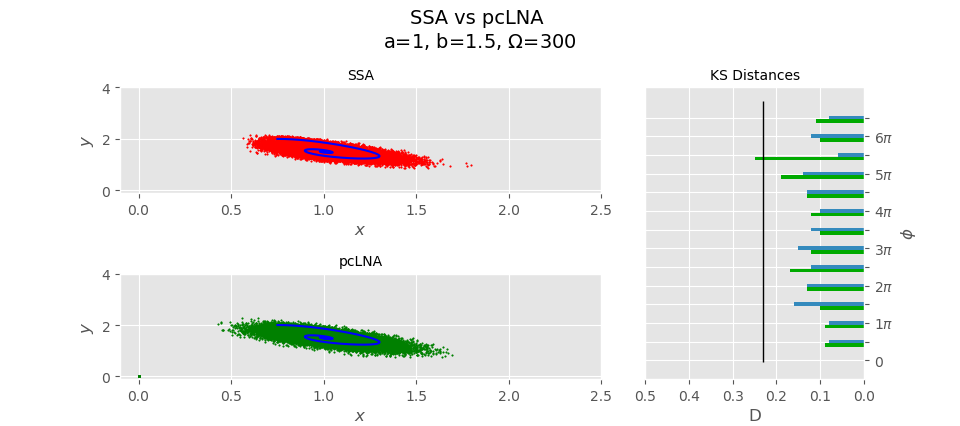 SSA vs pcLNA
a=1, b=1.5, Ω=300
SSA
4
2
0
y
0.0 0.5 1.0 1.5 2.0 2.5
x
pcLNA
4
2
0
y
0.0 0.5 1.0 1.5 2.0 2.5
x
KS Distances
6π
5π
4π
3π
2π
1π
0
ϕ
0.5 0.4 0.3 0.2 0.1 0.0
D